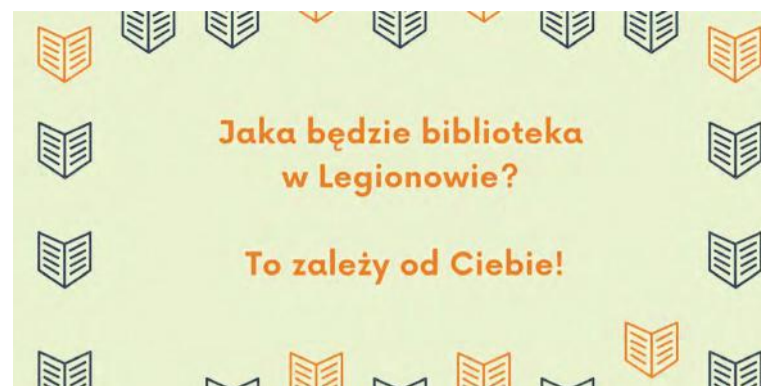 Jaka będzie biblioteka
w Legionowie?
To zależy od Ciebie!